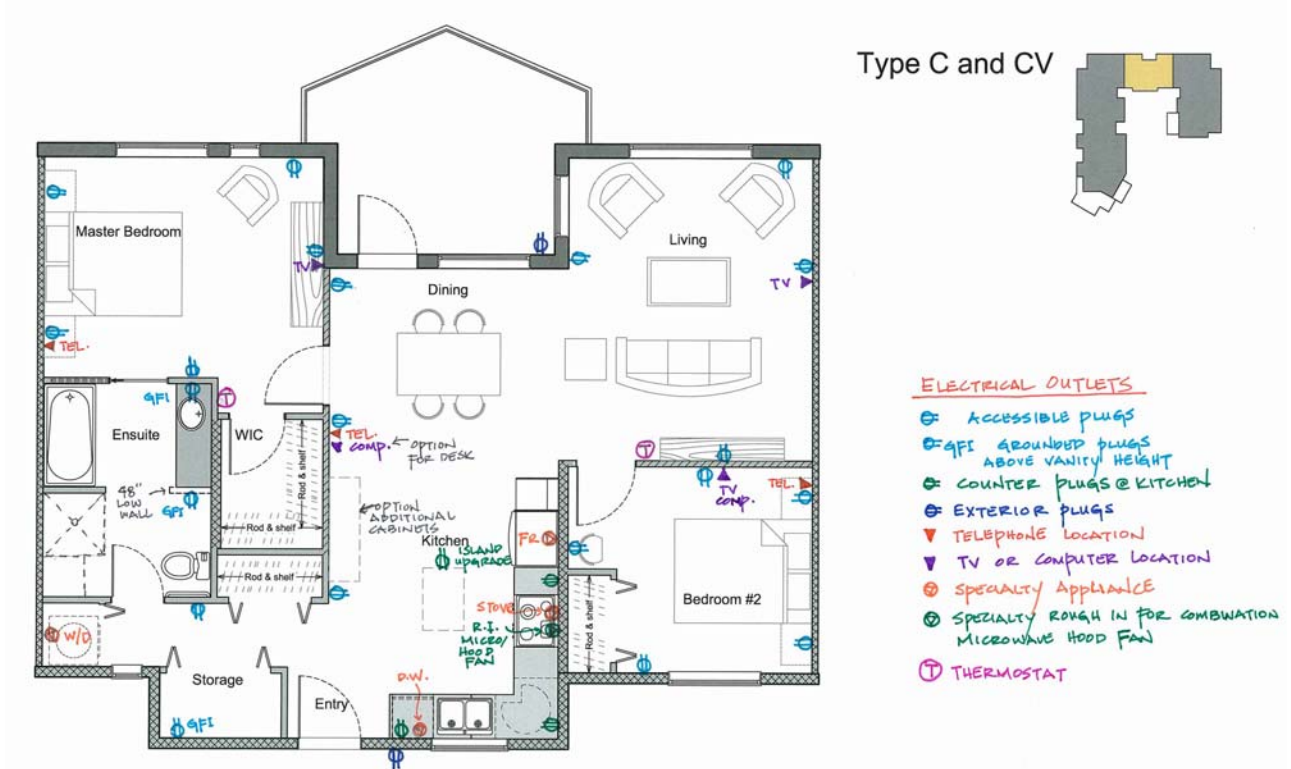 Type C and CV
Master Bedroom
Living
TV
Dining
TV
TEL.
GFI
T
Ensuite
WIC
TEL.
COMP.
OPTION
FOR DESK
Rod & shelf
T
48"
LOW
WALL
GFI
OPTION
ADDITIONAL
CABINETS
Rod & shelf
TV
COMP.
TEL.
Kitchen
FR
ISLAND
UPGRADE
Rod & shelf
STOVE
R.I.
MICRO/
HOOD
FAN
Rod & shelf
Bedroom #2
W/D
Storage
D.W.
Entry
GFI
ELECTRICAL OUTLETS
ACCESSIBLE PLUGS
GFI GROUNDED PLUGS
ABOVE VANITY HEIGHT
COUNTER PLUGS @ KITCHEN
EXTERIOR PLUGS
TELEPHONE LOCATION
TV OR COMPUTER LOCATION
SPECIALTY APPLIANCE
SPECIALTY ROUGH IN FOR COMBINATION
MICROWAVE HOOD FAN
T THERMOSTAT